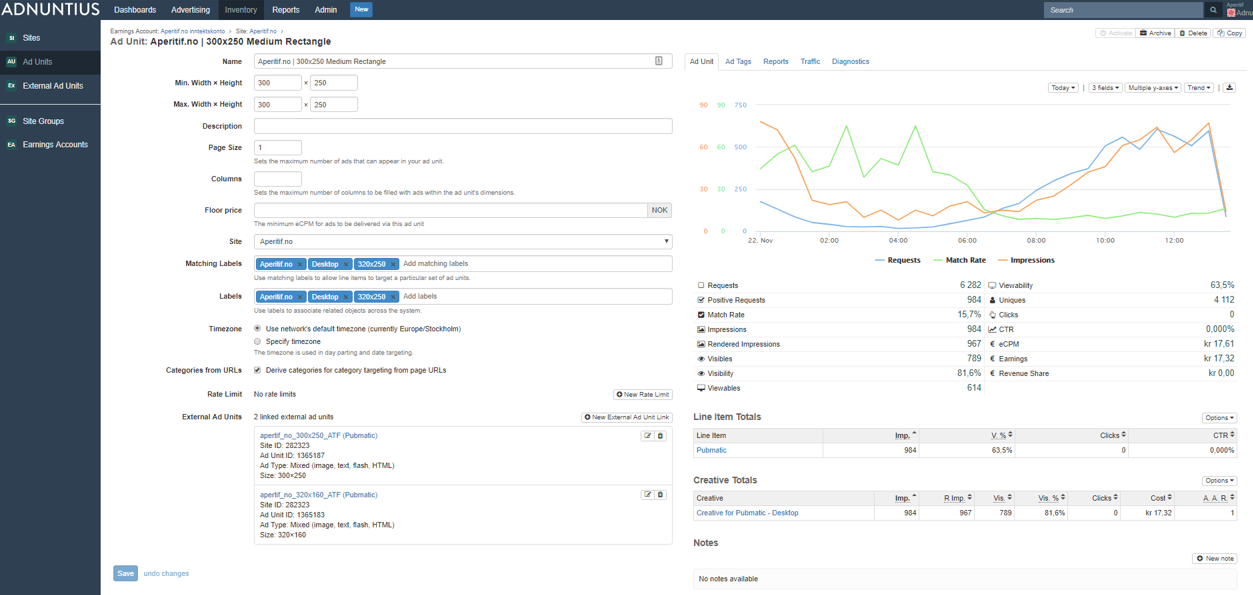 ADNUNTIUS
Dashboards Advertising Inventory Reports Admin New
Search
Aperitif
Adnu
SI Sites
AU Ad Units
EX External Ad Units
SG Site Groups
EA Earnings Accounts
Earnings Account: Aperitif.no inntektskonto › Site: Aperitif.no ›
Ad Unit: Aperitif.no | 300x250 Medium Rectangle
Activate Archive Delete Copy
Name Aperitif.no | 300x250 Medium Rectangle
Min. Width × Height 300 × 250
Max. Width × Height 300 × 250
Description
Page Size 1
Sets the maximum number of ads that can appear in your ad unit.
Columns
Sets the maximum number of columns to be filled with ads within the ad unit's dimensions.
Floor price NOK
The minimum eCPM for ads to be delivered via this ad unit
Site Aperitif.no
Matching Labels Aperitif.no × Desktop × 320x250 × Add matching labels
Use matching labels to allow line items to target a particular set of ad units.
Labels Aperitif.no × Desktop × 320x250 × Add labels
Use labels to associate related objects across the system.
Timezone Use network's default timezone (currently Europe/Stockholm)
Specify timezone
The timezone is used in day parting and date targeting.
Categories from URLs Derive categories for category targeting from page URLs
Rate Limit No rate limits New Rate Limit
External Ad Units 2 linked external ad units New External Ad Unit Link
apertif_no_300x250_ATF (Pubmatic)
Site ID: 282323
Ad Unit ID: 1365187
Ad Type: Mixed (image, text, flash, HTML)
Size: 300×250
apertif_no_320x160_ATF (Pubmatic)
Site ID: 282323
Ad Unit ID: 1365183
Ad Type: Mixed (image, text, flash, HTML)
Size: 320×160
Save undo changes
Ad Unit Ad Tags Reports Traffic Diagnostics
Today | 3 fields Multiple y-axes Trend |
90 90 750
60 60 500
30 30 250
0 0 0
22. Nov 02:00 04:00 06:00 08:00 10:00 12:00
Requests Match Rate Impressions
Requests 6 282 Viewability 63,5%
Positive Requests 984 Uniques 4 112
Match Rate 15,7% Clicks 0
Impressions 984 CTR 0,000%
Rendered Impressions 967 € eCPM kr 17,61
Visibles 789 € Earnings kr 17,32
Visibility 81,6% € Revenue Share kr 0,00
Viewables 614
Line Item Totals Options
Line Item Imp. V. % Clicks CTR
Pubmatic 984 63,5% 0 0,000%
Creative Totals Options
Creative Imp. R Imp. Vis. Vis. % Clicks Cost A. A. R.
Creative for Pubmatic - Desktop 984 967 789 81,6% 0 kr 17,32 1
Notes
New note
No notes available